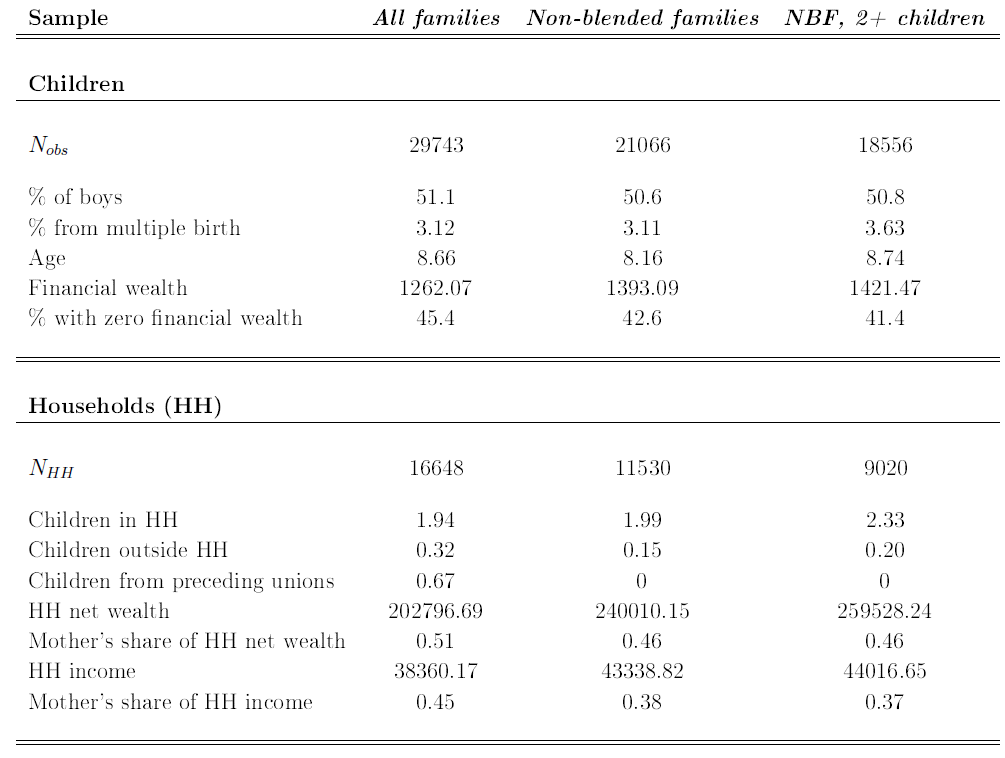 Sample All families Non-blended families NBF, 2+ children
Children
N_obs 29743 21066 18556
% of boys 51.1 50.6 50.8
% from multiple birth 3.12 3.11 3.63
Age 8.66 8.16 8.74
Financial wealth 1262.07 1393.09 1421.47
% with zero financial wealth 45.4 42.6 41.4
Households (HH)
N_HH 16648 11530 9020
Children in HH 1.94 1.99 2.33
Children outside HH 0.32 0.15 0.20
Children from preceding unions 0.67 0 0
HH net wealth 202796.69 240010.15 259528.24
Mother's share of HH net wealth 0.51 0.46 0.46
HH income 38360.17 43338.82 44016.65
Mother's share of HH income 0.45 0.38 0.37